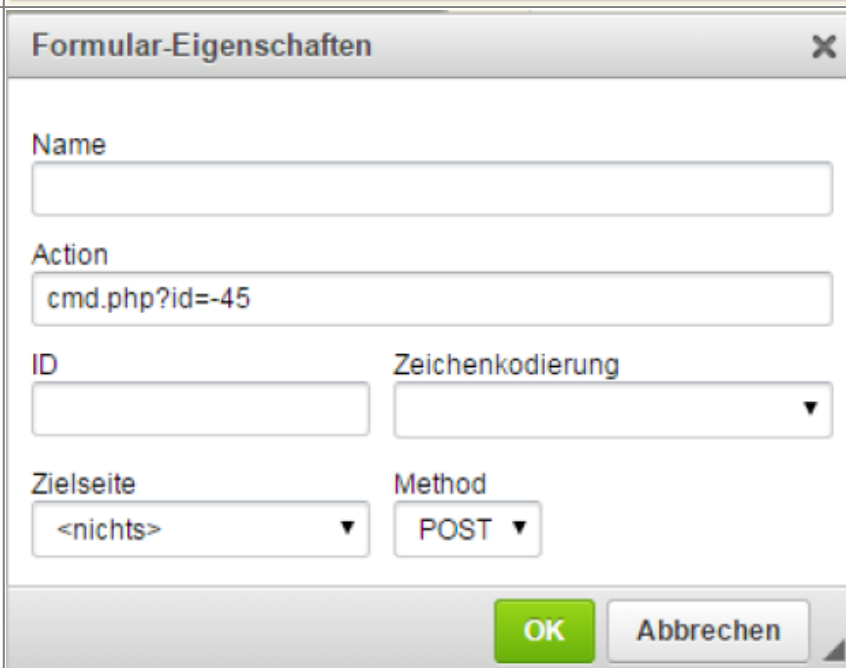 Formular-Eigenschaften
Name
Action
cmd.php?id=-45
ID Zeichenkodierung
Zielseite Method
<nichts> POST
OK Abbrechen